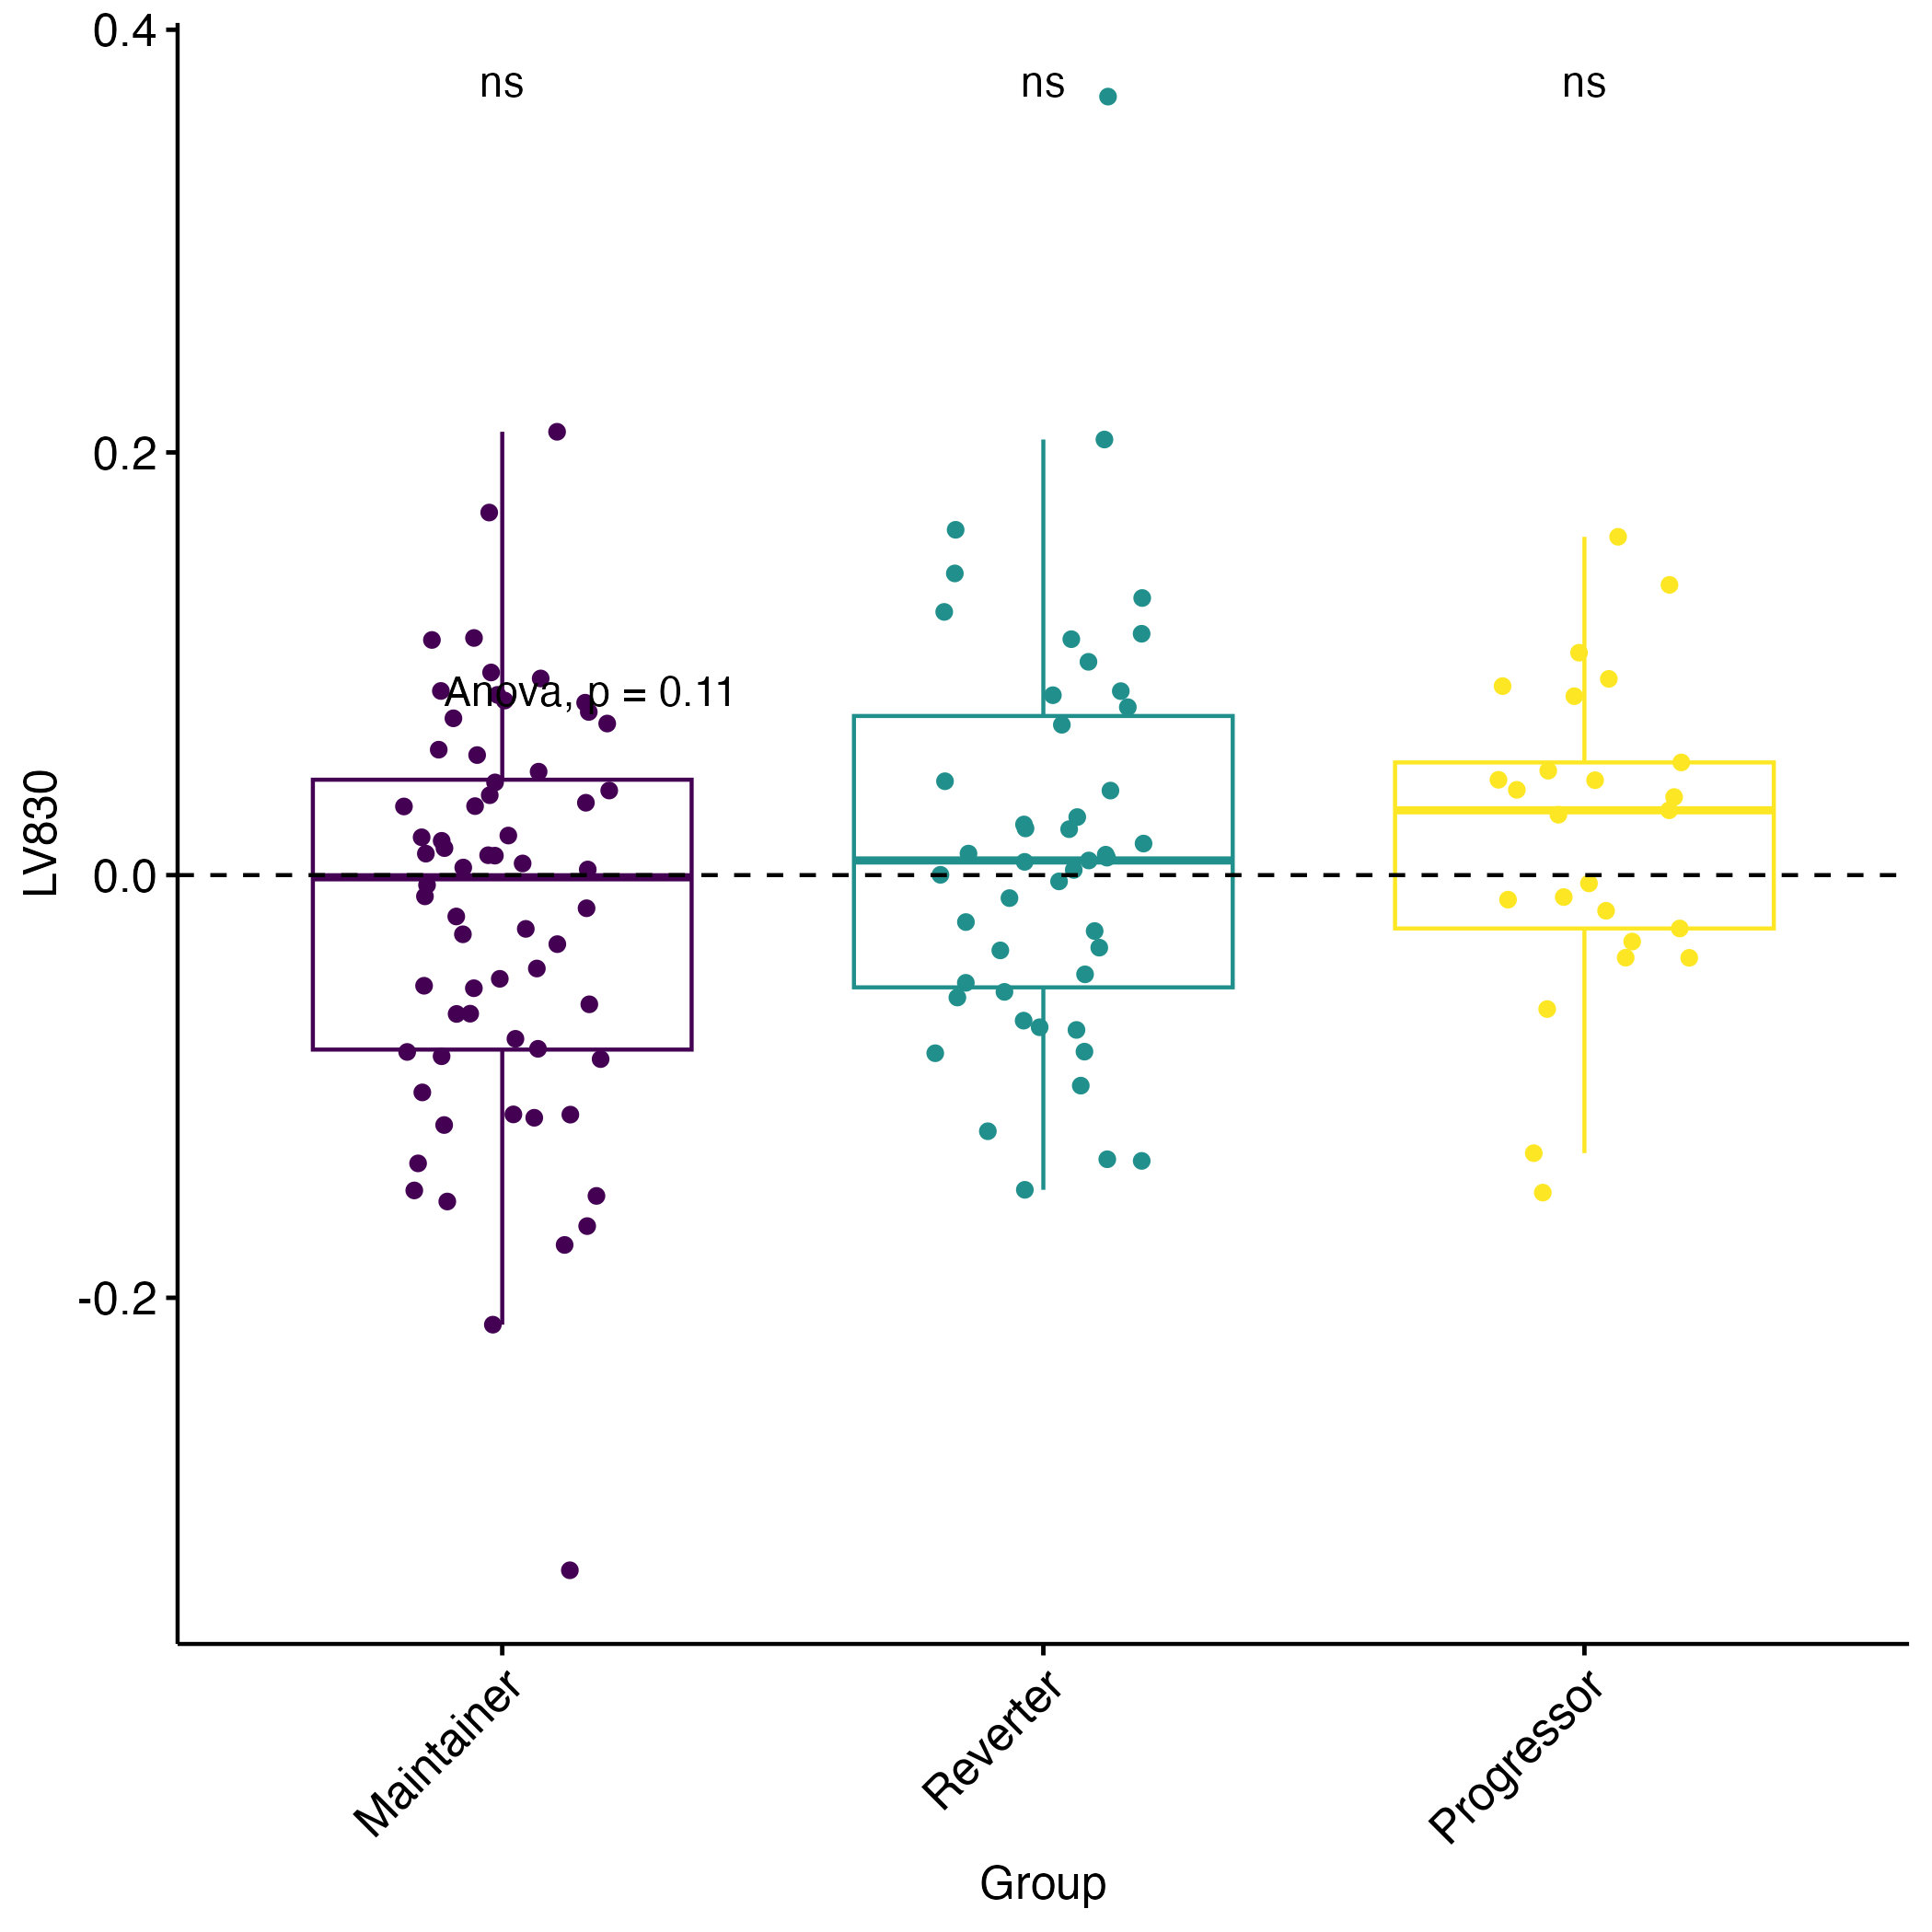 0.4
ns ns ns
0.2
Anova, p = 0.11
LV830
0.0
-0.2
Maintainer Reverter Progressor
Group